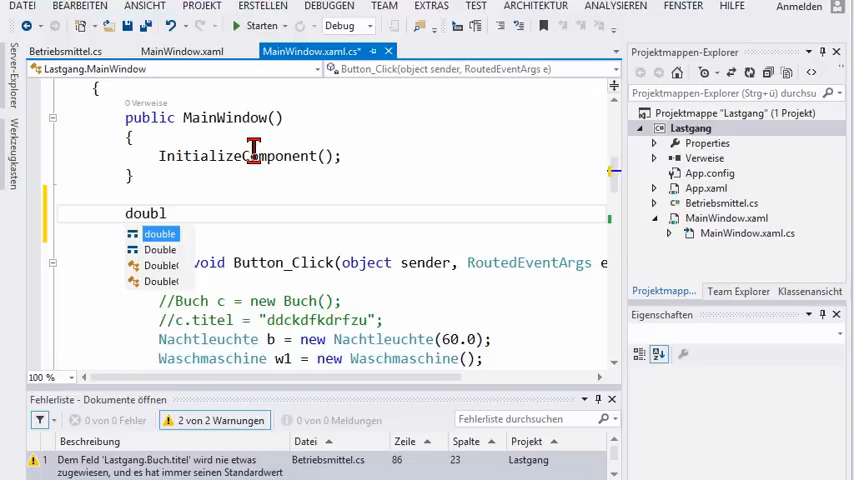 DATEI BEARBEITEN ANSICHT PROJEKT ERSTELLEN DEBUGGEN TEAM EXTRAS TEST ARCHITEKTUR ANALYSIEREN FENSTER HILFE Anmelden
Starten Debug
Betriebsmittel.cs MainWindow.xaml MainWindow.xaml.cs*
Lastgang.MainWindow Button_Click(object sender, RoutedEventArgs e)
{
0 Verweise
public MainWindow()
{
InitializeComponent();
}
doubl
double
Double
Double
Double
void Button_Click(object sender, RoutedEventArgs e
//Buch c = new Buch();
//c.titel = "ddckdfkdrfzu";
Nachtleuchte b = new Nachtleuchte(60.0);
Waschmaschine w1 = new Waschmaschine();
100 %
Fehlerliste - Dokumente öffnen
0 von 0 Fehler 2 von 2 Warnungen 0 von 0 Meldungen Fehlerliste durchsuchen
Beschreibung Datei Zeile Spalte Projekt
1 Dem Feld 'Lastgang.Buch.titel' wird nie etwas zugewiesen, und es hat immer seinen Standardwert Betriebsmittel.cs 86 23 Lastgang
Server-Explorer
Werkzeugkasten
Projektmappen-Explorer
Projektmappen-Explorer (Strg+ü) durchsu
Projektmappe "Lastgang" (1 Projekt)
Lastgang
Properties
Verweise
App.config
App.xaml
Betriebsmittel.cs
MainWindow.xaml
MainWindow.xaml.cs
Projektmapp... Team Explorer Klassenansicht
Eigenschaften